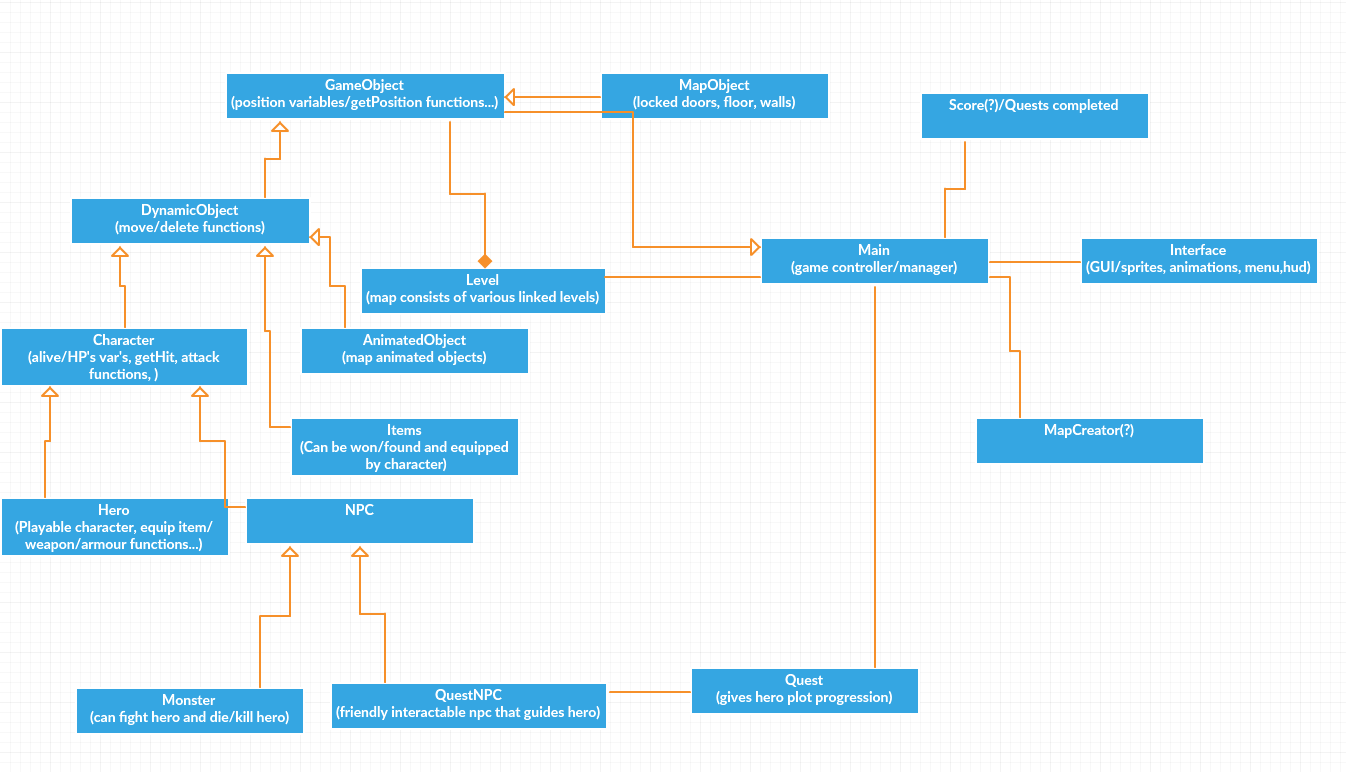 GameObject
(position variables/getPosition functions...)
MapObject
(locked doors, floor, walls)
Score(?)/Quests completed
DynamicObject
(move/delete functions)
Main
(game controller/manager)
Interface
(GUI/sprites, animations, menu,hud)
Level
(map consists of various linked levels)
Character
(alive/HP's var's, getHit, attack
functions, )
AnimatedObject
(map animated objects)
Items
(Can be won/found and equipped
by character)
MapCreator(?)
Hero
(Playable character, equip item/
weapon/armour functions...)
NPC
Monster
(can fight hero and die/kill hero)
QuestNPC
(friendly interactable npc that guides hero)
Quest
(gives hero plot progression)